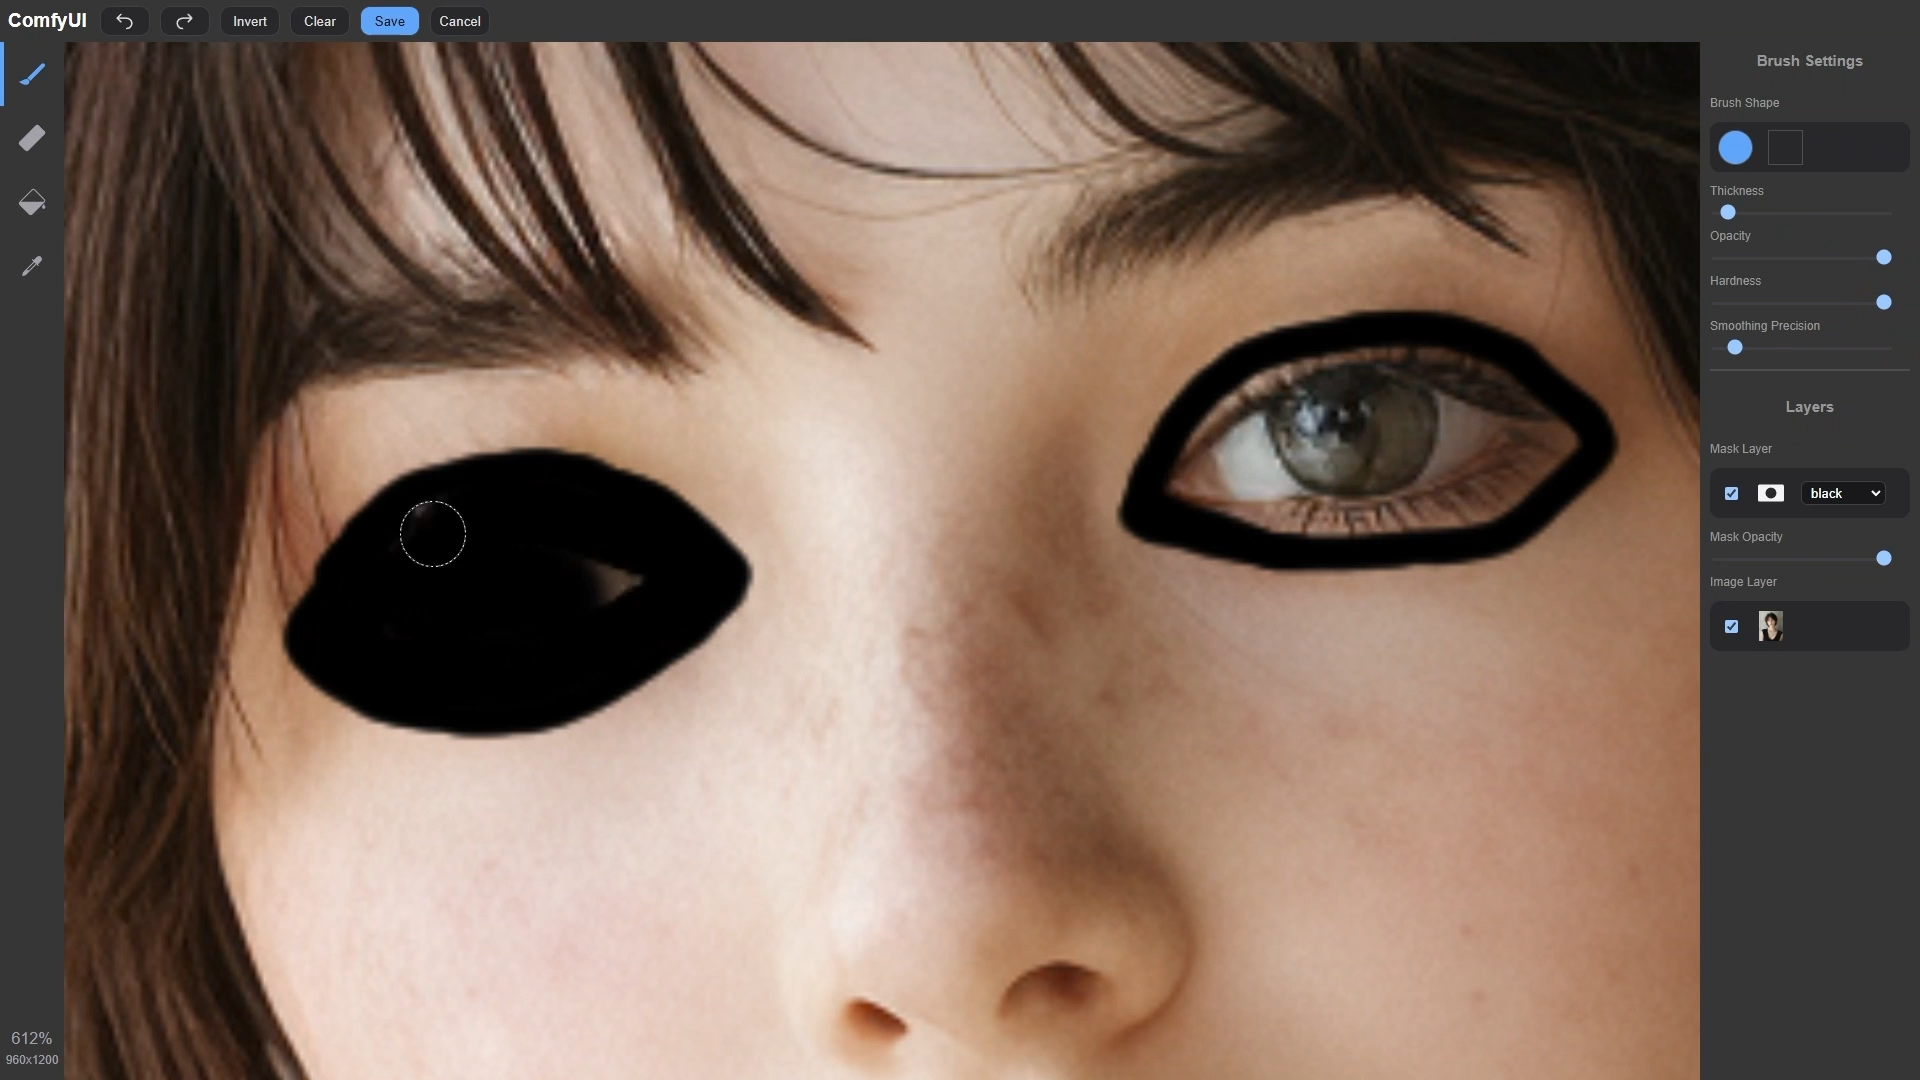 ComfyUI
Invert
Clear
Save
Cancel
Brush Settings
Brush Shape
Thickness
Opacity
Hardness
Smoothing Precision
Layers
Mask Layer
black
Mask Opacity
Image Layer
612%
960x1200